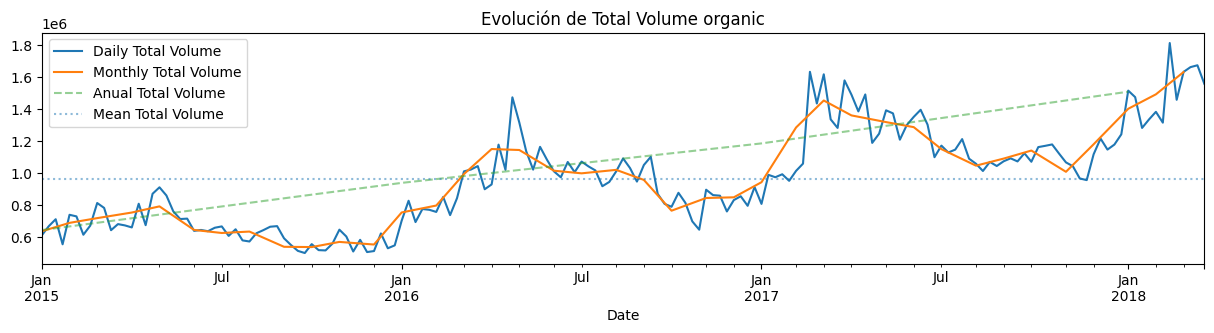 Evolución de Total Volume organic
1e6
Daily Total Volume
Monthly Total Volume
Anual Total Volume
Mean Total Volume
1.8
1.6
1.4
1.2
1.0
0.8
0.6
Jan Jul Jan Jul Jan Jul Jan
2015 2016 2017 2018
Date